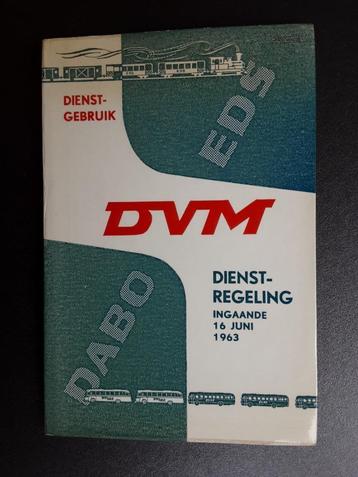 DIENST-
GEBRUIK
EDS
DVM
DABO
DIENST-
REGELING
INGAANDE
16 JUNI
1963